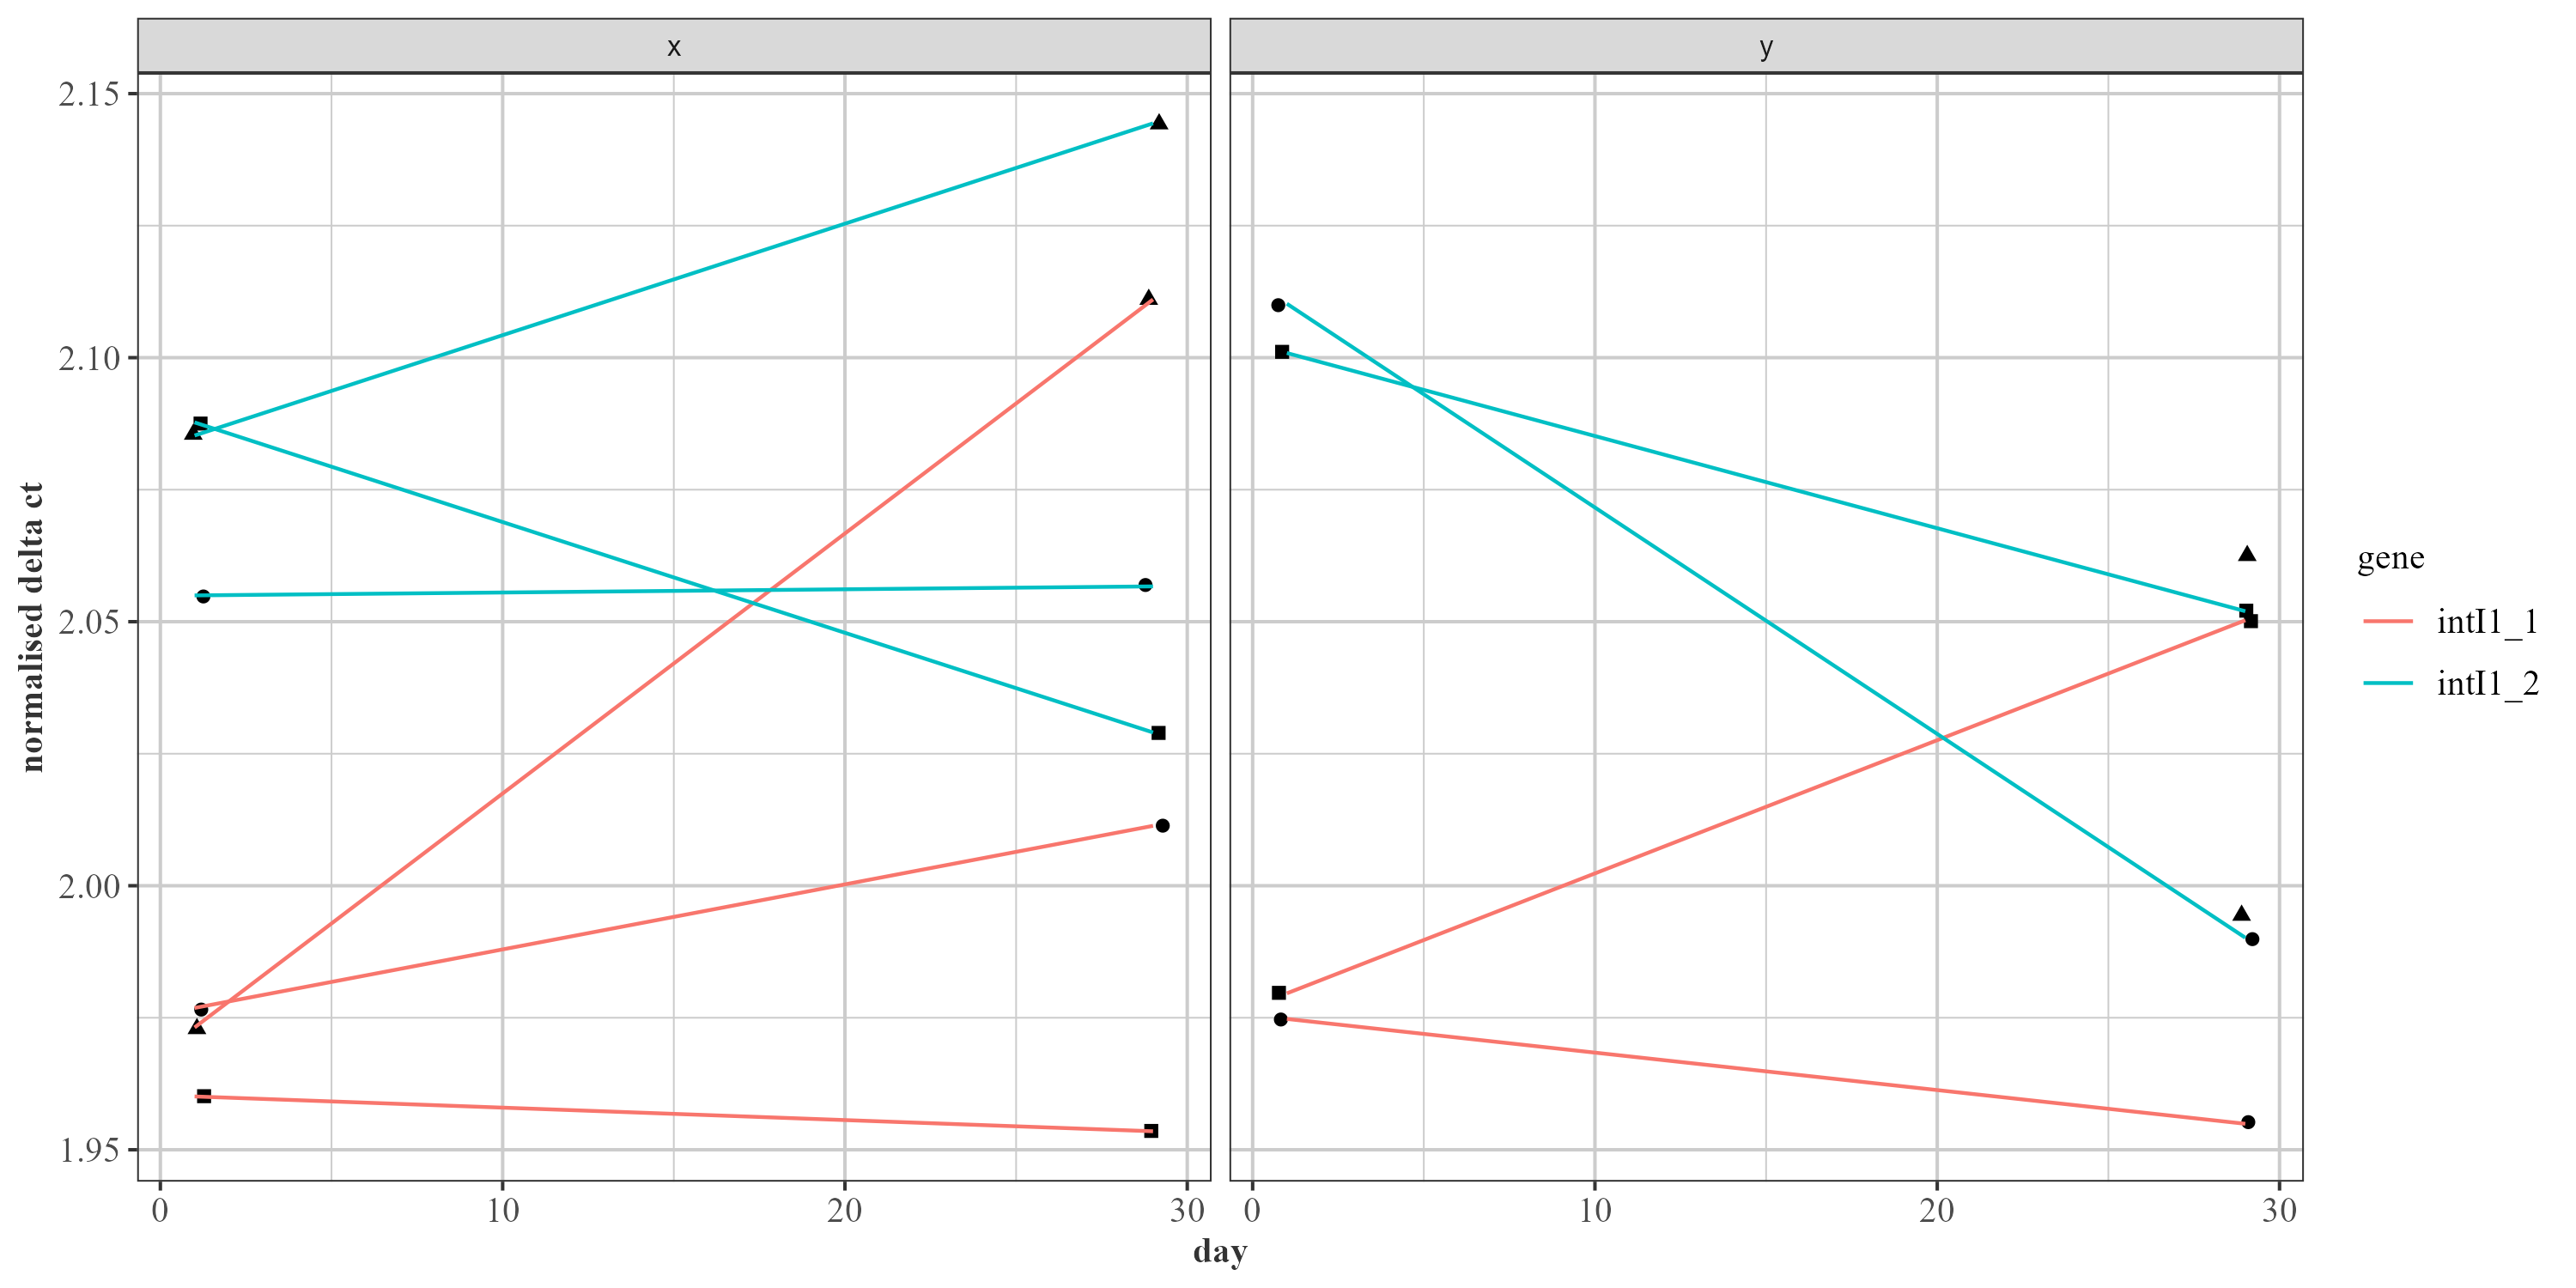 x
y
2.15
2.10
2.05
2.00
1.95
normalised delta ct
0 10 20 30
0 10 20 30
day
gene
intI1_1
intI1_2